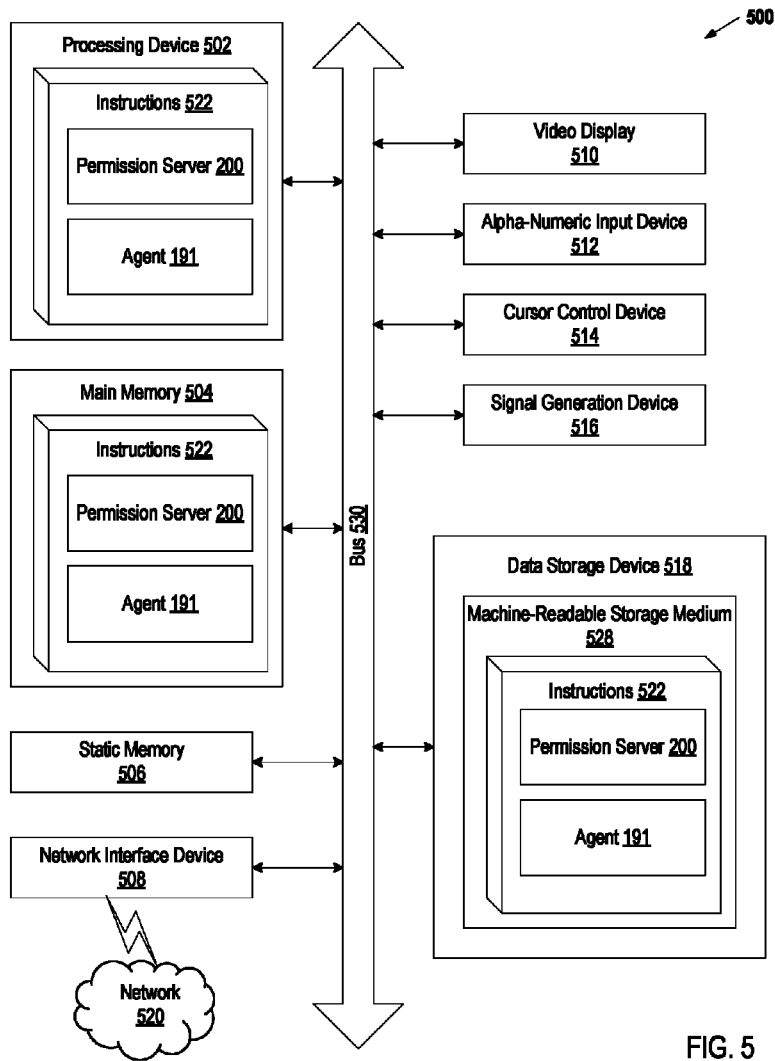 500
Processing Device 502
Instructions 522
Permission Server 200
Agent 191
Main Memory 504
Instructions 522
Permission Server 200
Agent 191
Static Memory
506
Network Interface Device
508
Network
520
Bus 530
Video Display
510
Alpha-Numeric Input Device
512
Cursor Control Device
514
Signal Generation Device
516
Data Storage Device 518
Machine-Readable Storage Medium
528
Instructions 522
Permission Server 200
Agent 191
FIG. 5